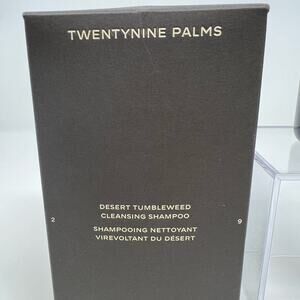 TWENTYNINE PALMS
DESERT TUMBLEWEED
CLEANSING SHAMPOO
2 9
SHAMPOOING NETTOYANT
VIREVOLTANT DU DÉSERT